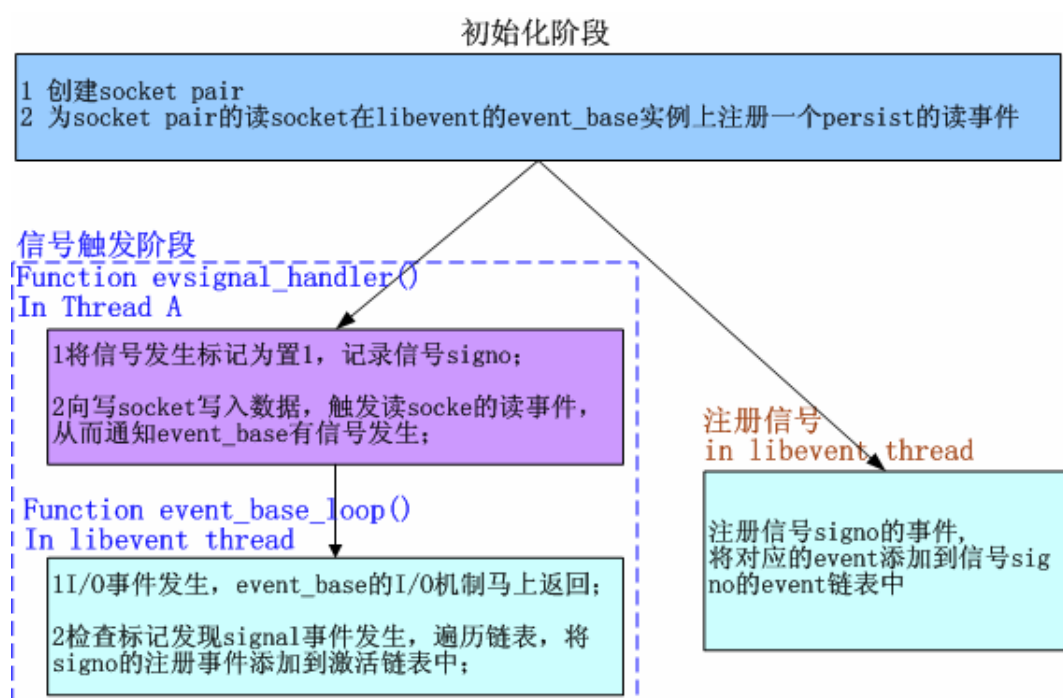 初始化阶段
1 创建socket pair
2 为socket pair的读socket在libevent的event_base实例上注册一个persist的读事件
信号触发阶段
Function evsignal_handler()
In Thread A
1将信号发生标记为置1，记录信号signo；
2向写socket写入数据，触发读socke的读事件，
从而通知event_base有信号发生；
Function event_base_loop()
In libevent thread
1I/O事件发生，event_base的I/O机制马上返回；
2检查标记发现signal事件发生，遍历链表，将
signo的注册事件添加到激活链表中；
注册信号
in libevent thread
注册信号signo的事件，
将对应的event添加到信号sig
no的event链表中